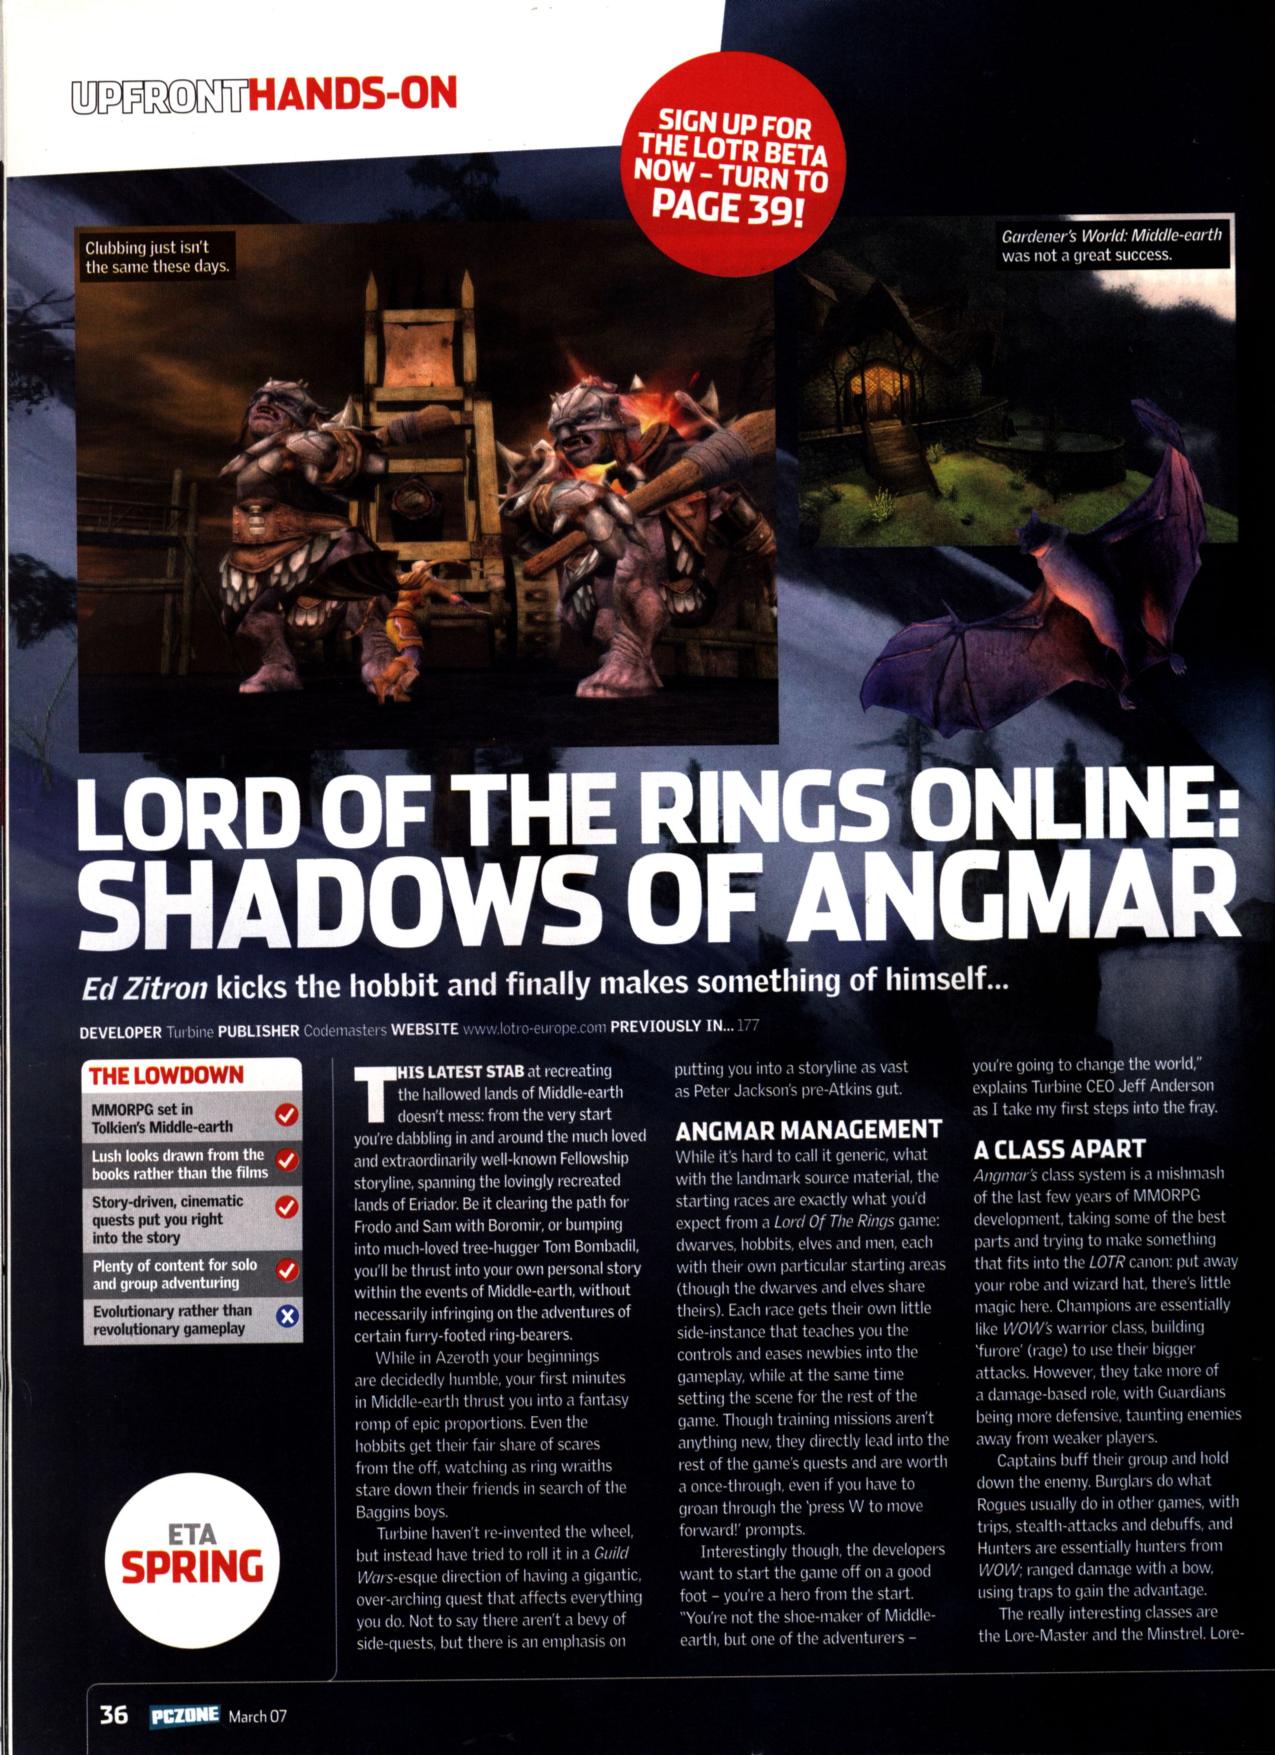 UPFRONTHANDS-ON
SIGN UP FOR
THE LOTR BETA
NOW – TURN TO
PAGE 39!
Clubbing just isn't
the same these days.
Gardener's World: Middle-earth
was not a great success.
LORD OF THE RINGS ONLINE:
SHADOWS OF ANGMAR
Ed Zitron kicks the hobbit and finally makes something of himself...
DEVELOPER Turbine PUBLISHER Codemasters WEBSITE www.lotro-europe.com PREVIOUSLY IN... 177
THE LOWDOWN
MMORPG set in
Tolkien's Middle-earth
Lush looks drawn from the
books rather than the films
Story-driven, cinematic
quests put you right
into the story
Plenty of content for solo
and group adventuring
Evolutionary rather than
revolutionary gameplay
ETA
SPRING
THIS LATEST STAB at recreating
the hallowed lands of Middle-earth
doesn't mess: from the very start
you're dabbling in and around the much loved
and extraordinarily well-known Fellowship
storyline, spanning the lovingly recreated
lands of Eriador. Be it clearing the path for
Frodo and Sam with Boromir, or bumping
into much-loved tree-hugger Tom Bombadil,
you'll be thrust into your own personal story
within the events of Middle-earth, without
necessarily infringing on the adventures of
certain furry-footed ring-bearers.
While in Azeroth your beginnings
are decidedly humble, your first minutes
in Middle-earth thrust you into a fantasy
romp of epic proportions. Even the
hobbits get their fair share of scares
from the off, watching as ring wraiths
stare down their friends in search of the
Baggins boys.
Turbine haven't re-invented the wheel,
but instead have tried to roll it in a Guild
Wars-esque direction of having a gigantic,
over-arching quest that affects everything
you do. Not to say there aren't a bevy of
side-quests, but there is an emphasis on
putting you into a storyline as vast
as Peter Jackson's pre-Atkins gut.
ANGMAR MANAGEMENT
While it's hard to call it generic, what
with the landmark source material, the
starting races are exactly what you'd
expect from a Lord Of The Rings game:
dwarves, hobbits, elves and men, each
with their own particular starting areas
(though the dwarves and elves share
theirs). Each race gets their own little
side-instance that teaches you the
controls and eases newbies into the
gameplay, while at the same time
setting the scene for the rest of the
game. Though training missions aren't
anything new, they directly lead into the
rest of the game's quests and are worth
a once-through, even if you have to
groan through the 'press W to move
forward!' prompts.
Interestingly though, the developers
want to start the game off on a good
foot – you're a hero from the start.
"You're not the shoe-maker of Middle-
earth, but one of the adventurers –
you're going to change the world,"
explains Turbine CEO Jeff Anderson
as I take my first steps into the fray.
A CLASS APART
Angmar's class system is a mishmash
of the last few years of MMORPG
development, taking some of the best
parts and trying to make something
that fits into the LOTR canon: put away
your robe and wizard hat, there's little
magic here. Champions are essentially
like WOW's warrior class, building
'furore' (rage) to use their bigger
attacks. However, they take more of
a damage-based role, with Guardians
being more defensive, taunting enemies
away from weaker players.
Captains buff their group and hold
down the enemy. Burglars do what
Rogues usually do in other games, with
trips, stealth-attacks and debuffs, and
Hunters are essentially hunters from
WOW; ranged damage with a bow,
using traps to gain the advantage.
The really interesting classes are
the Lore-Master and the Minstrel. Lore-
36 PCZONE March 07